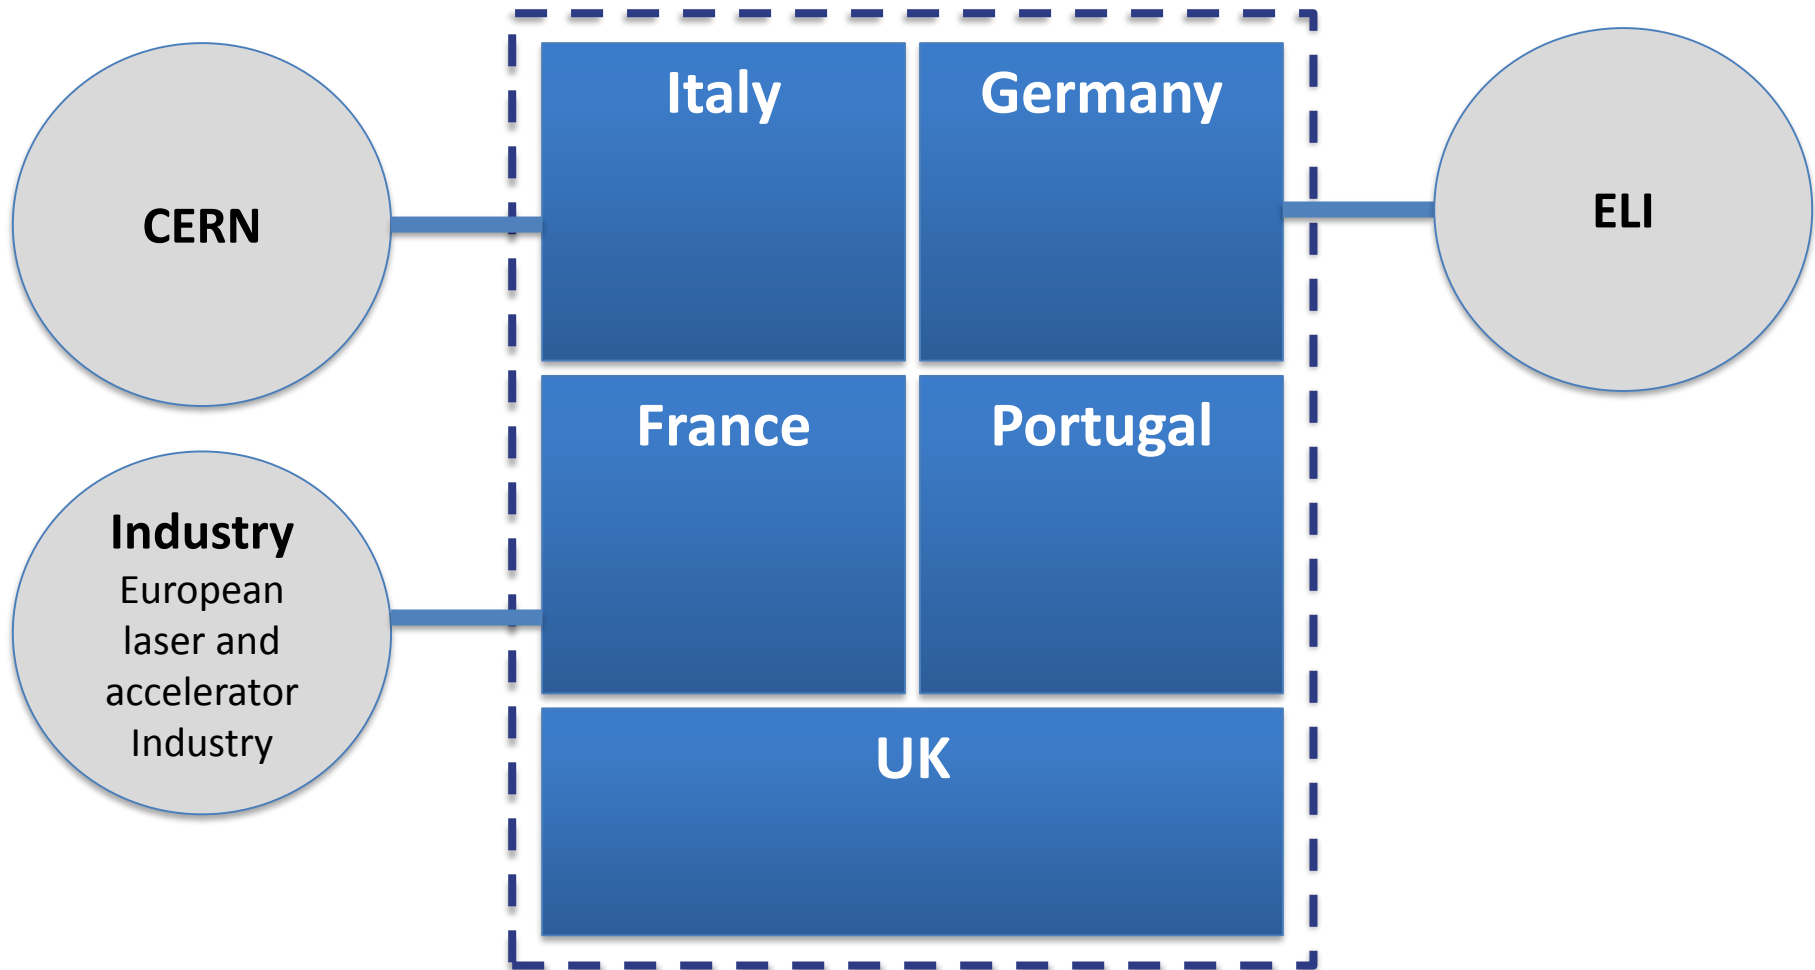 Italy
Germany
CERN
ELI
France
Portugal
Industry
European
laser and
accelerator
Industry
UK